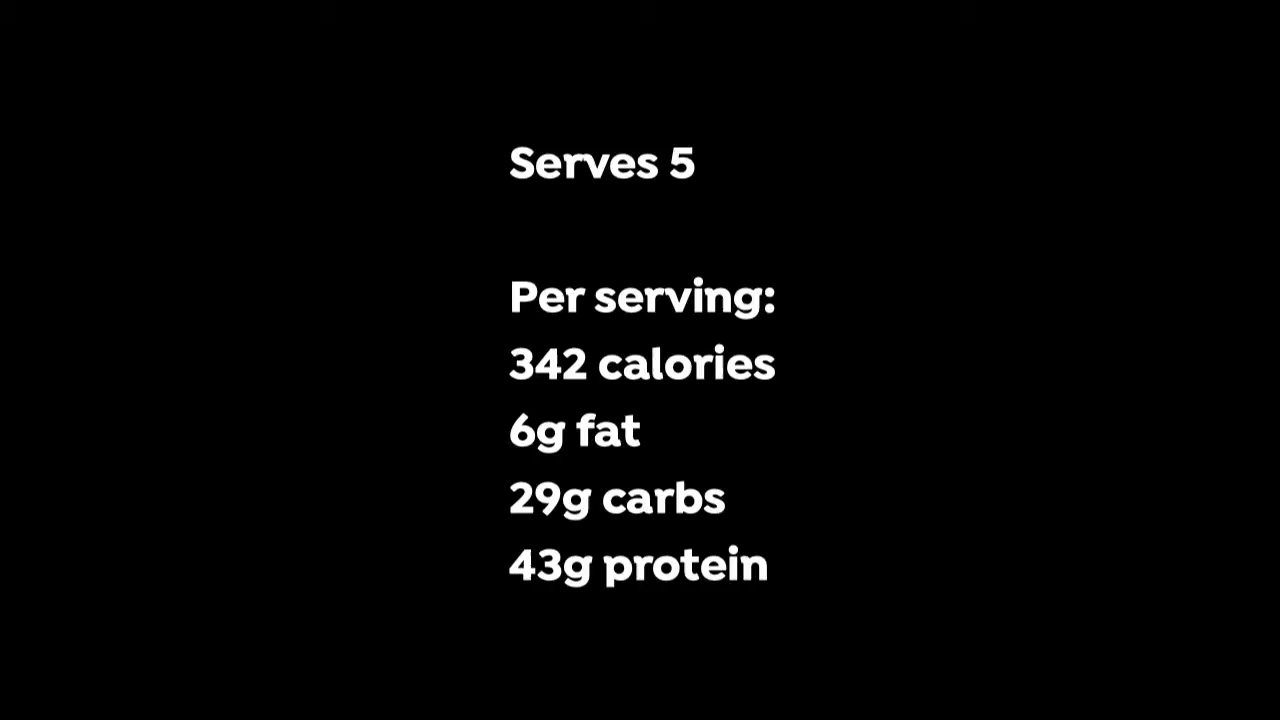 Serves 5
Per serving:
342 calories
6g fat
29g carbs
43g protein